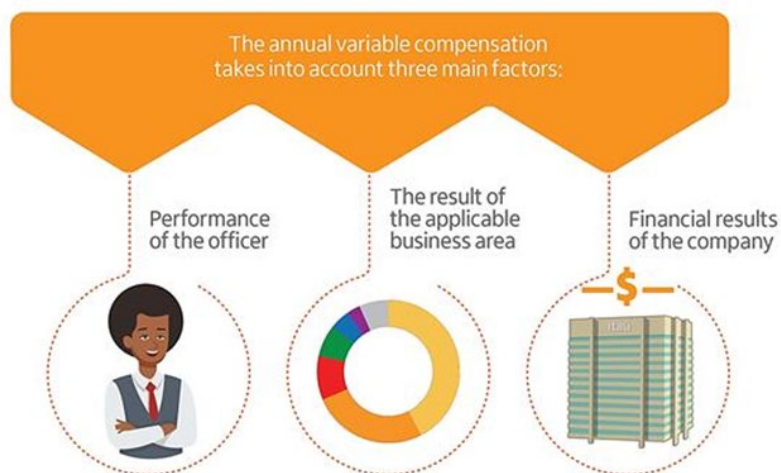 The annual variable compensation
takes into account three main factors:
Performance
of the officer
The result of
the applicable
business area
Financial results
of the company
$
Itaú